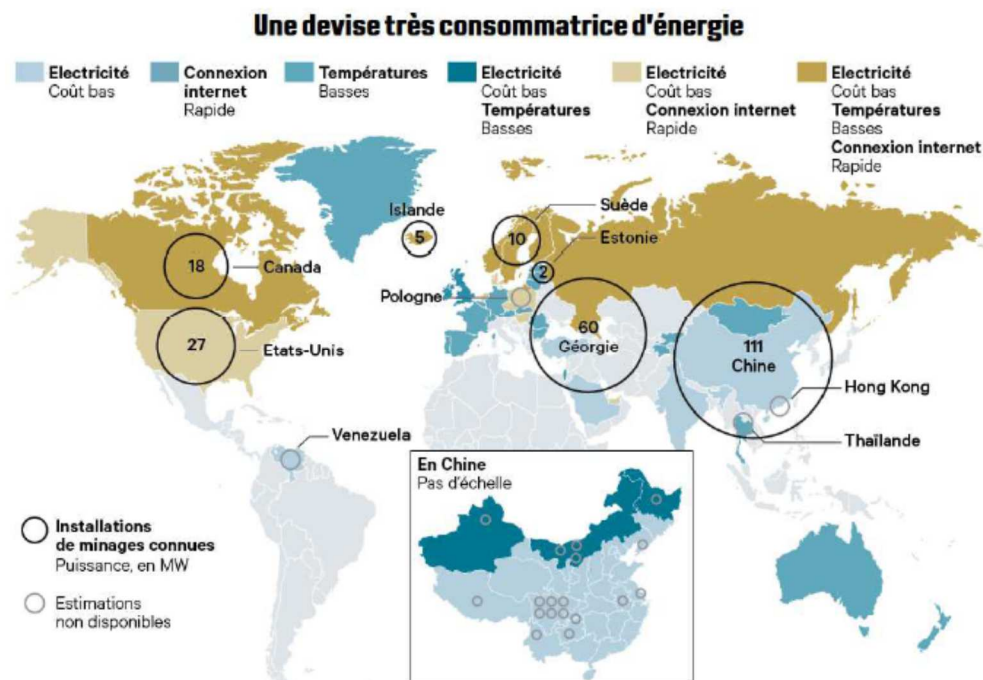 Une devise très consommatrice d'énergie
Electricité
Coût bas
Connexion
internet
Rapide
Températures
Basses
Electricité
Coût bas
Températures
Basses
Electricité
Coût bas
Connexion internet
Rapide
Electricité
Coût bas
Températures
Basses
Connexion internet
Rapide
Islande
5
Suède
10
Estonie
2
18
Canada
Pologne
27
Etats-Unis
60
Géorgie
111
Chine
Hong Kong
Thaïlande
Venezuela
En Chine
Pas d'échelle
Installations
de minages connues
Puissance, en MW
Estimations
non disponibles